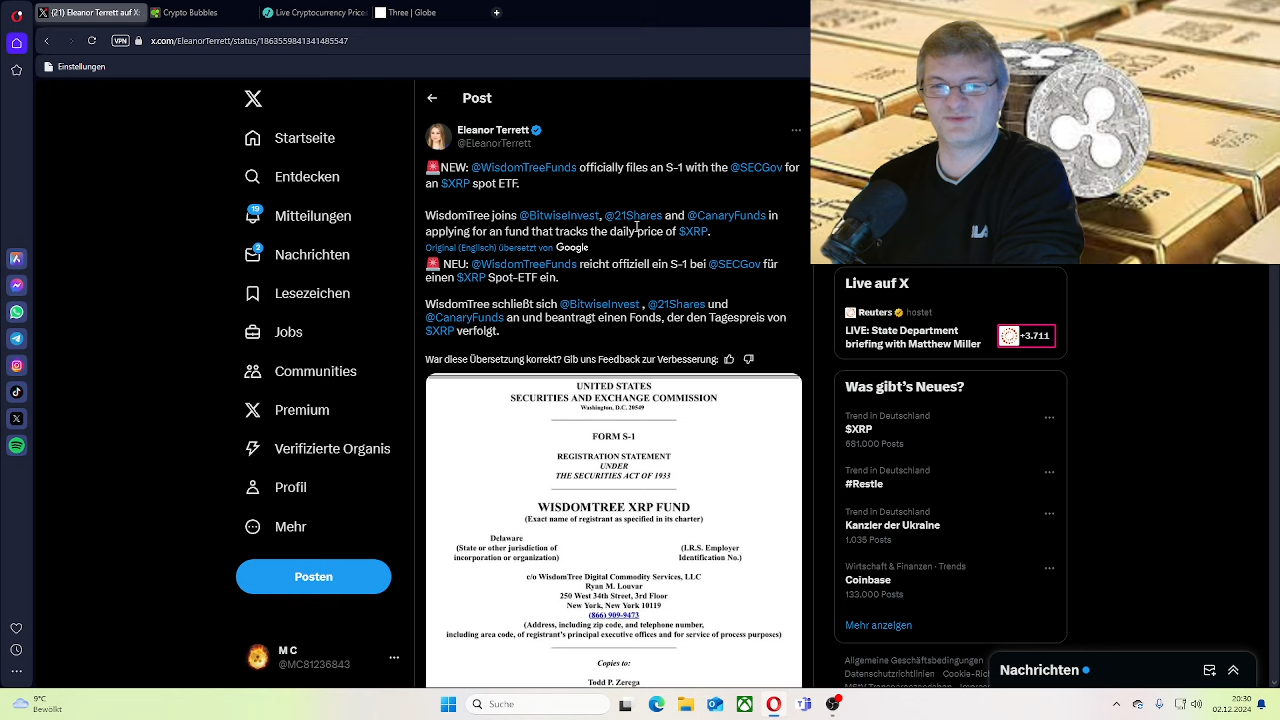 (21) Eleanor Terrett auf X:
Crypto Bubbles
Live Cryptocurrency Prices
Three | Globe
VPN
x.com/EleanorTerrett/status/1863555841341485547
Einstellungen
Startseite
Entdecken
19
Mitteilungen
2
Nachrichten
Lesezeichen
Jobs
Communities
Premium
Verifizierte Organis
Profil
Mehr
Posten
M C
@MC81236843
Post
Eleanor Terrett
@EleanorTerrett
🚨NEW: @WisdomTreeFunds officially files an S-1 with the @SECGov for
an $XRP spot ETF.
WisdomTree joins @BitwiseInvest, @21Shares and @CanaryFunds in
applying for an fund that tracks the daily price of $XRP.
Original (Englisch) übersetzt von Google
🚨 NEU: @WisdomTreeFunds reicht offiziell ein S-1 bei @SECGov für
einen $XRP Spot-ETF ein.
WisdomTree schließt sich @BitwiseInvest , @21Shares und
@CanaryFunds an und beantragt einen Fonds, der den Tagespreis von
$XRP verfolgt.
War diese Übersetzung korrekt? Gib uns Feedback zur Verbesserung:
UNITED STATES
SECURITIES AND EXCHANGE COMMISSION
Washington, D.C. 20549
FORM S-1
REGISTRATION STATEMENT
UNDER
THE SECURITIES ACT OF 1933
WISDOMTREE XRP FUND
(Exact name of registrant as specified in its charter)
Delaware
(State or other jurisdiction of
incorporation or organization)
(I.R.S. Employer
Identification No.)
c/o WisdomTree Digital Commodity Services, LLC
Ryan M. Louvar
250 West 34th Street, 3rd Floor
New York, New York 10119
(866) 909-9473
(Address, including zip code, and telephone number,
including area code, of registrant's principal executive offices and for service of process purposes)
Copies to:
Todd P. Zerega
Live auf X
Reuters hostet
LIVE: State Department
briefing with Matthew Miller
+3.711
Was gibt's Neues?
Trend in Deutschland
$XRP
681.000 Posts
Trend in Deutschland
#Restle
Trend in Deutschland
Kanzler der Ukraine
1.035 Posts
Wirtschaft & Finanzen · Trends
Coinbase
133.000 Posts
Mehr anzeigen
Allgemeine Geschäftsbedingungen
Datenschutzrichtlinien Cookie-Rich
Nachrichten
9°C
Bewölkt
Suche
20:30
02.12.2024